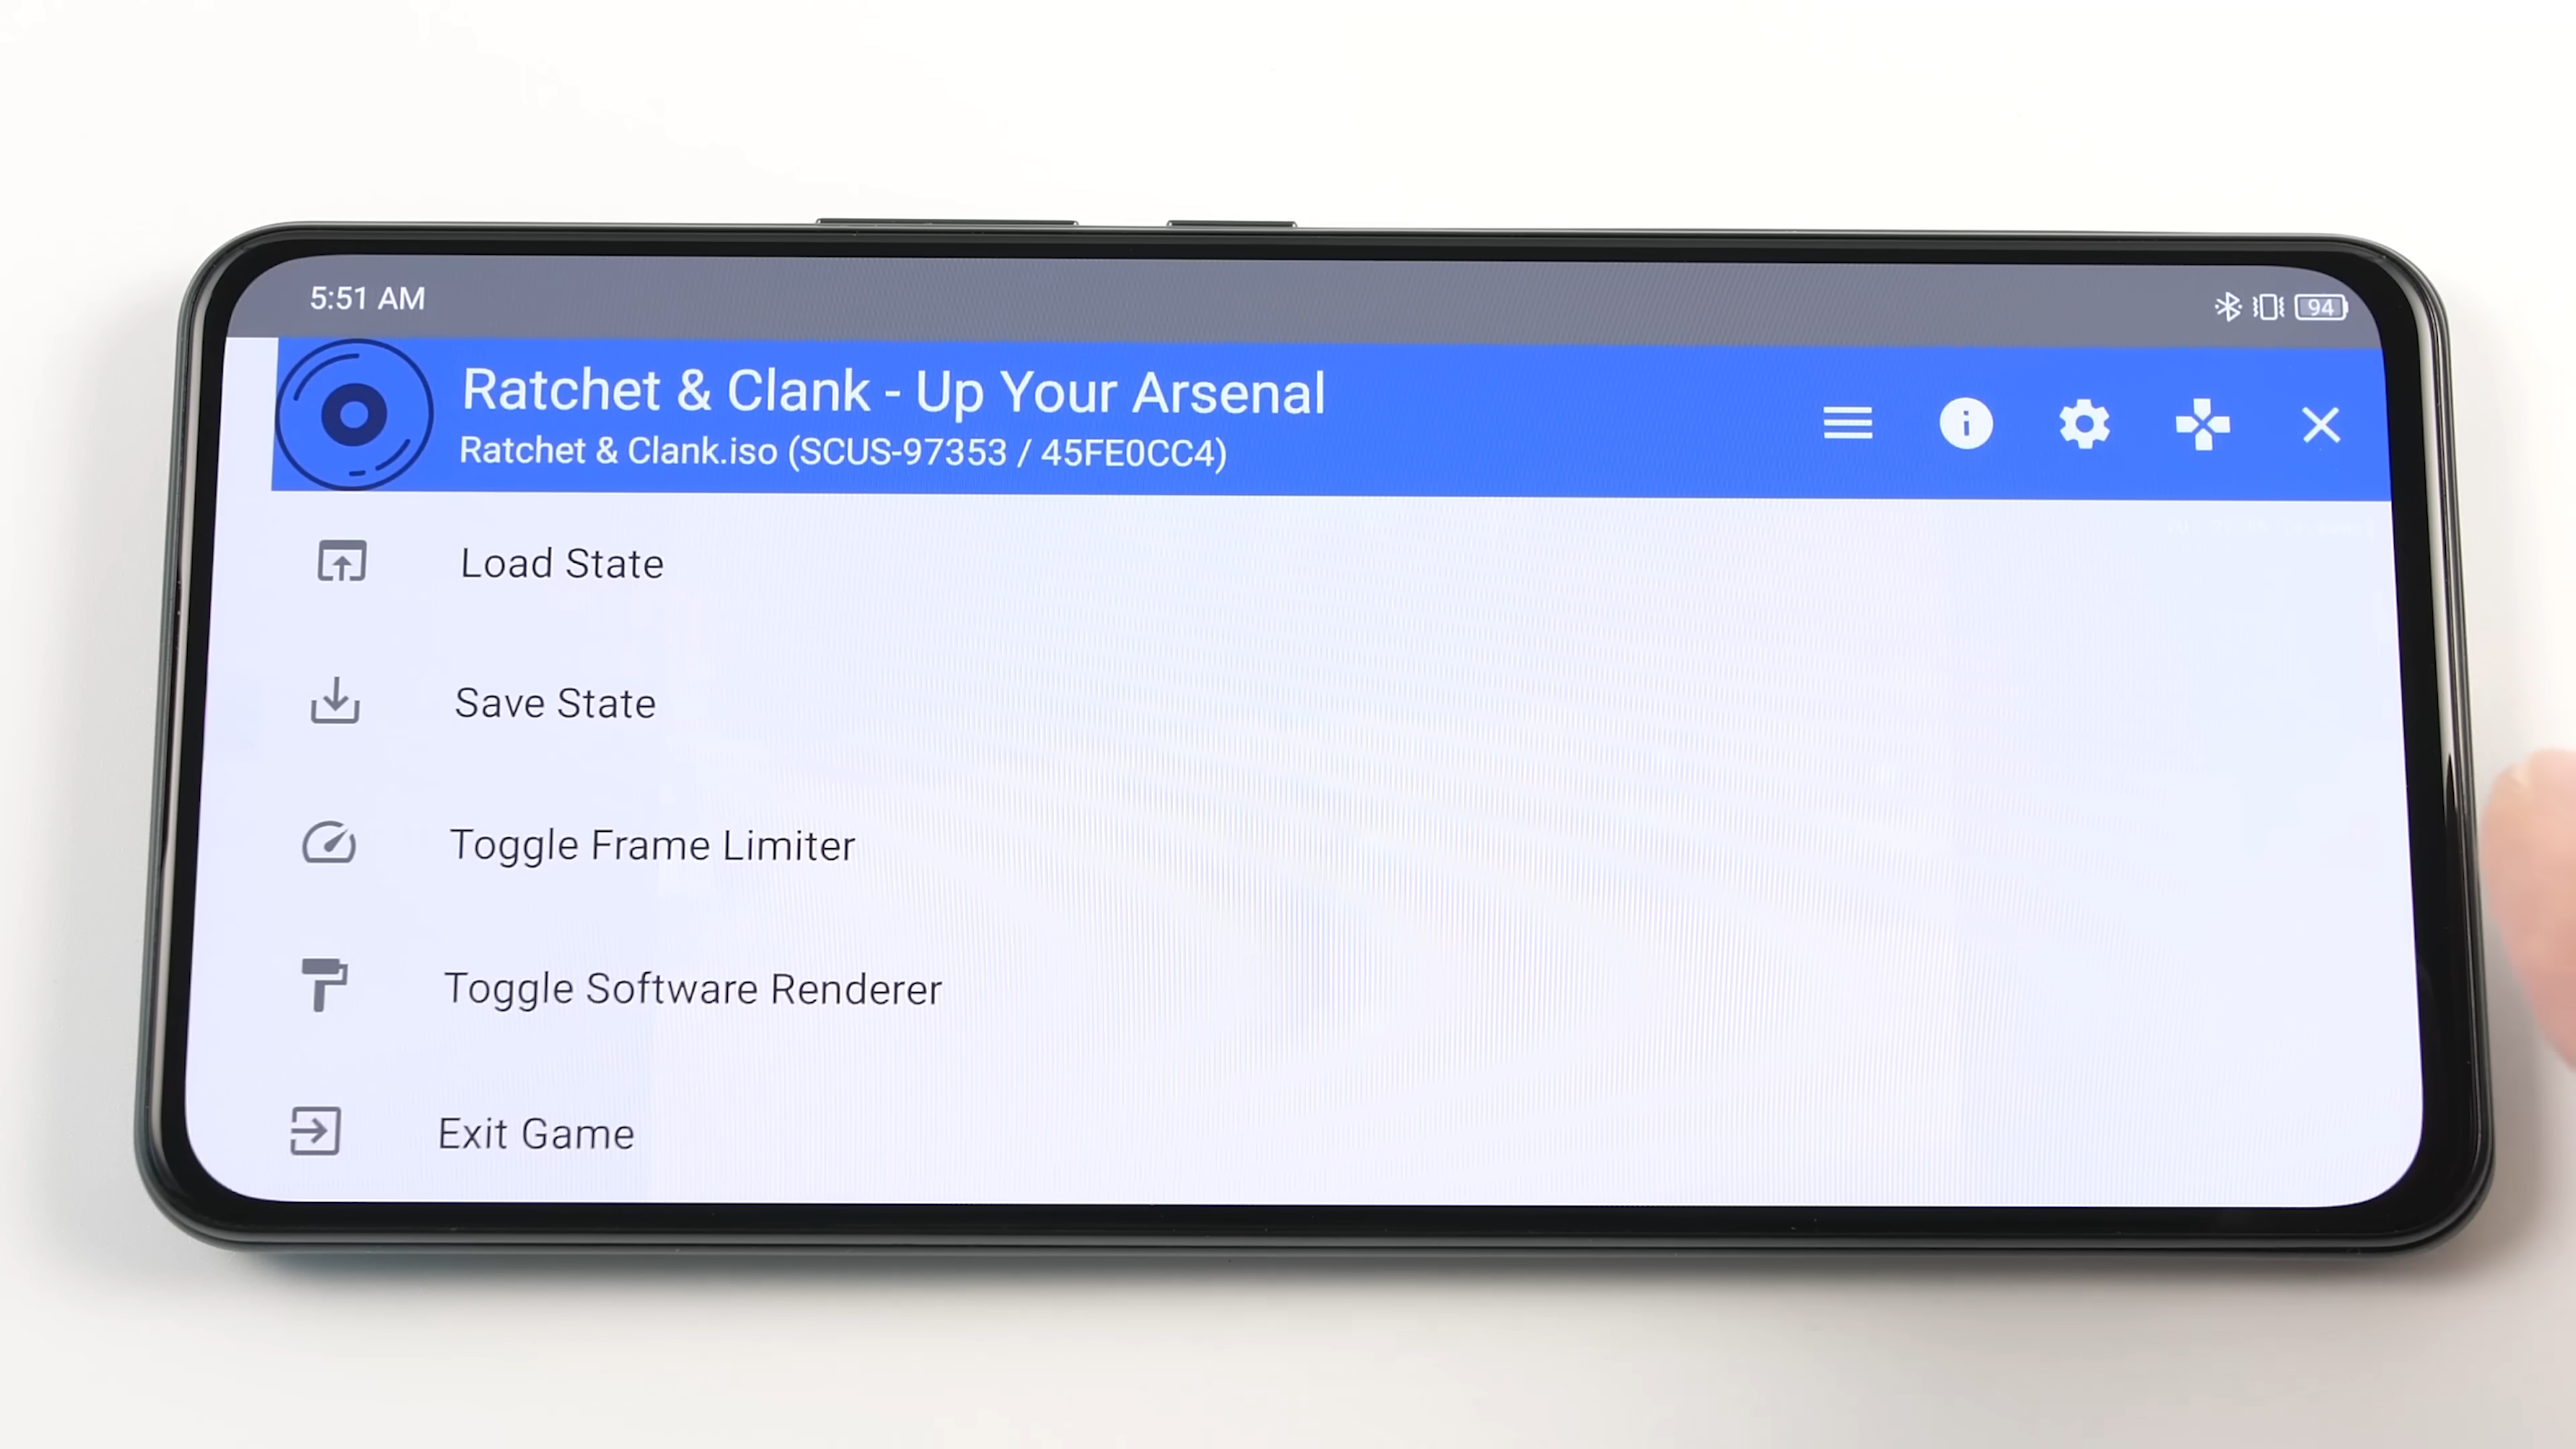 5:51 AM
94
Ratchet & Clank - Up Your Arsenal
Ratchet & Clank.iso (SCUS-97353 / 45FE0CC4)
Load State
Save State
Toggle Frame Limiter
Toggle Software Renderer
Exit Game